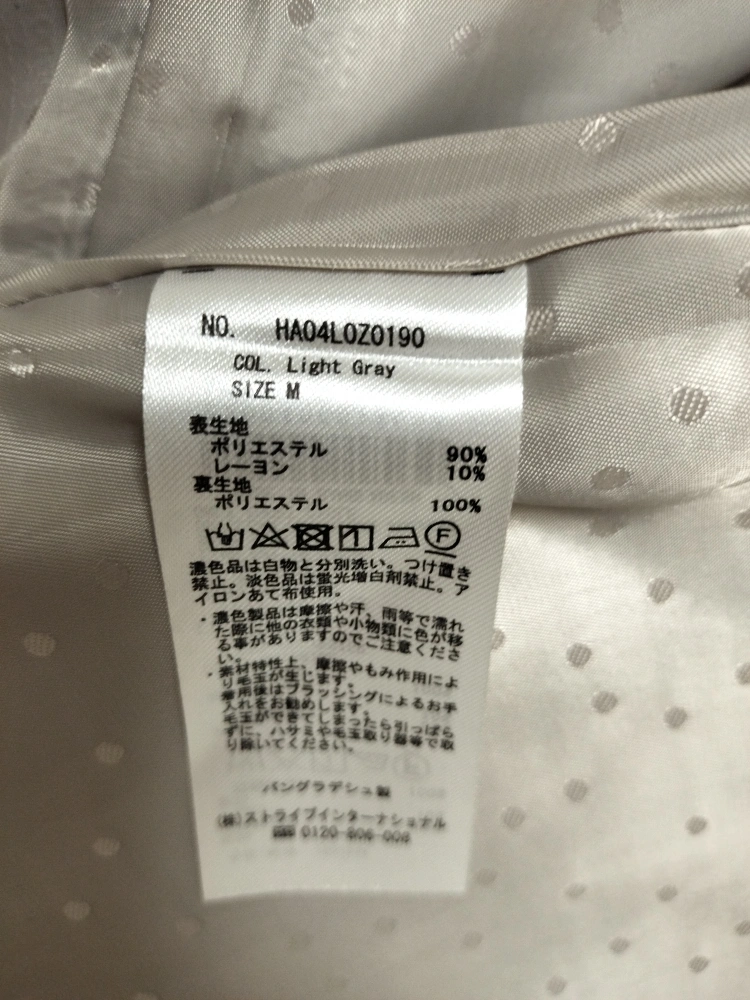 NO. HA04L0Z0190
COL. Light Gray
SIZE M
表生地
ポリエステル 90%
レーヨン 10%
裏生地
ポリエステル 100%
F
濃色品は白物と分別洗い。つけ置き
禁止。淡色品は蛍光増白剤禁止。ア
イロンあて布使用。
・濃色製品は摩擦や汗、雨等で濡れ
た際に他の衣類や小物類に色が移
る事がありますのでご注意くださ
い。
・素材特性上、摩擦やもみ作用によ
り毛玉が生じます。
着用後はブラッシングによるお手
入れをお勧めします。
毛玉ができてしまったら引っぱら
ずに、ハサミや毛玉取り器等で取
り除いてください。
バングラデシュ製
(株)ストライプインターナショナル
0120-806-008